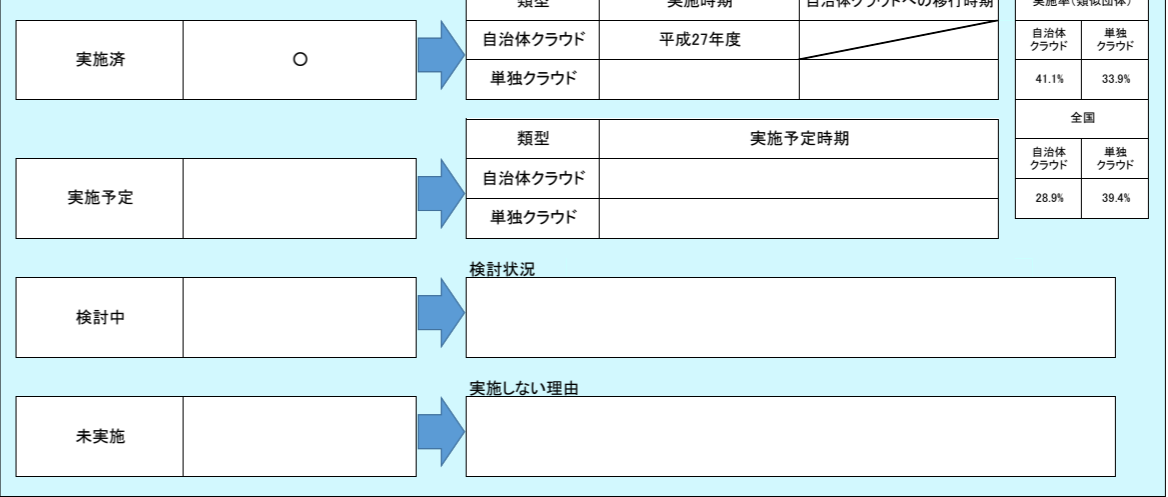 類型 実施時期 自治体クラウドへの移行時期
実施率(類似団体)
実施済 ○
自治体クラウド 平成27年度
単独クラウド
自治体
クラウド
単独
クラウド
41.1% 33.9%
全国
自治体
クラウド
単独
クラウド
28.9% 39.4%
実施予定
類型 実施予定時期
自治体クラウド
単独クラウド
検討状況
検討中
実施しない理由
未実施